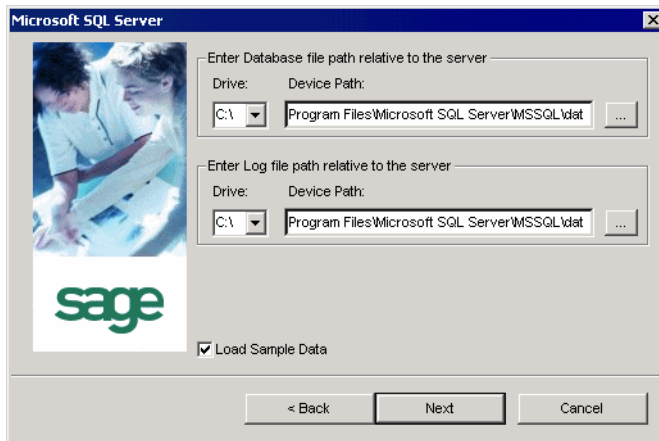 Microsoft SQL Server
Enter Database file path relative to the server
Drive: Device Path:
C:\ Program Files\Microsoft SQL Server\MSSQL\dat ...
Enter Log file path relative to the server
Drive: Device Path:
C:\ Program Files\Microsoft SQL Server\MSSQL\dat ...
sage
Load Sample Data
< Back Next Cancel